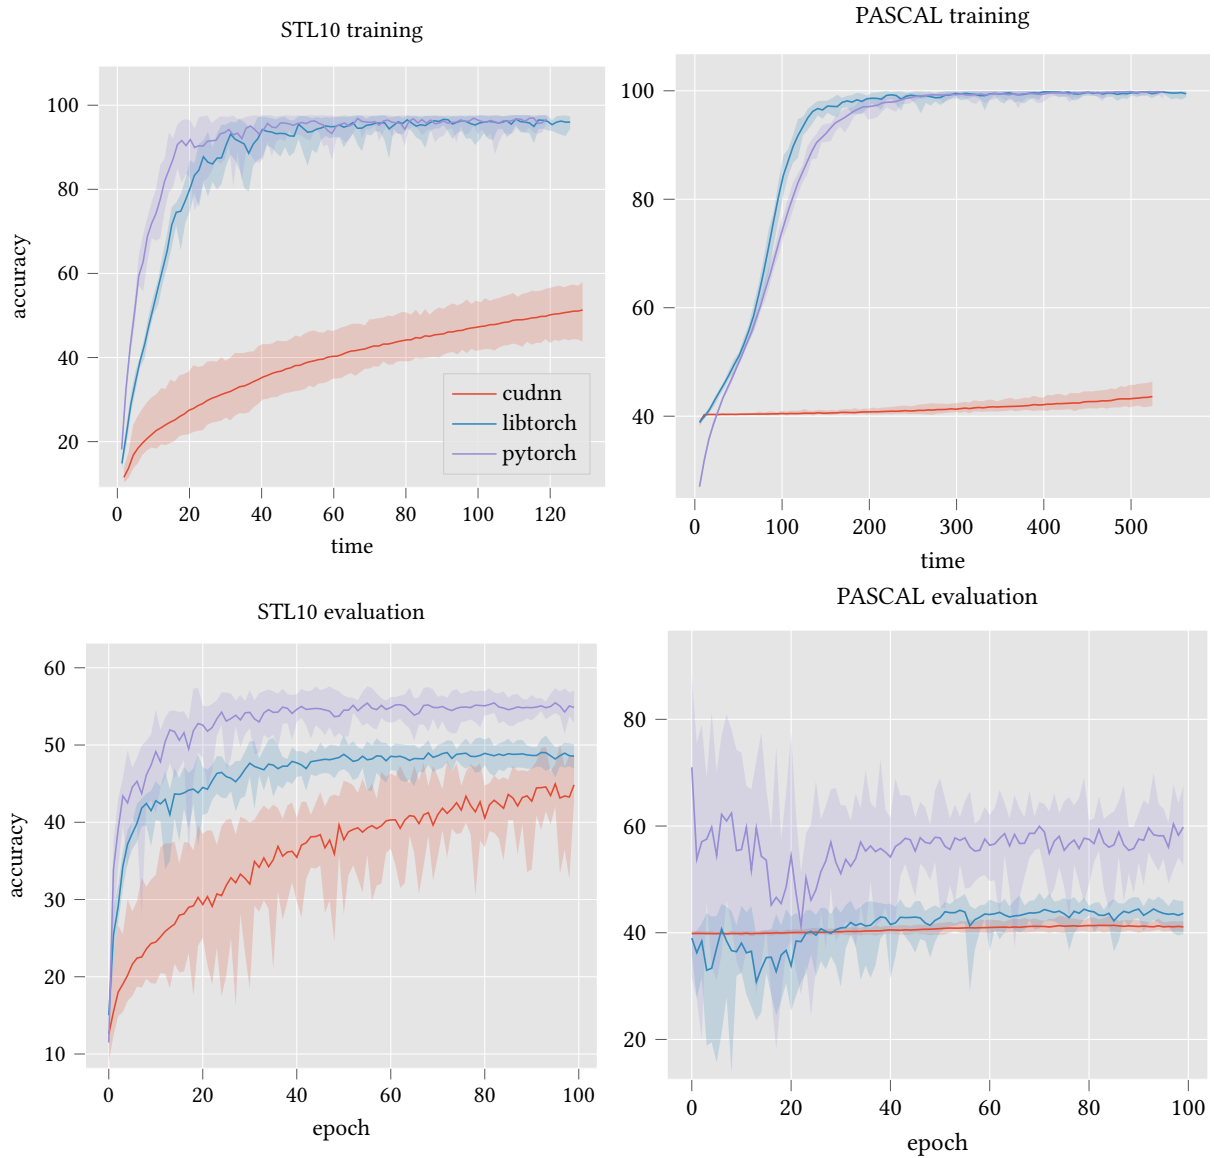 STL10 training
accuracy
100
80
60
40
20
0 20 40 60 80 100 120
time
cudnn
libtorch
pytorch
PASCAL training
100
80
60
40
0 100 200 300 400 500
time
STL10 evaluation
accuracy
60
50
40
30
20
10
0 20 40 60 80 100
epoch
PASCAL evaluation
80
60
40
20
0 20 40 60 80 100
epoch